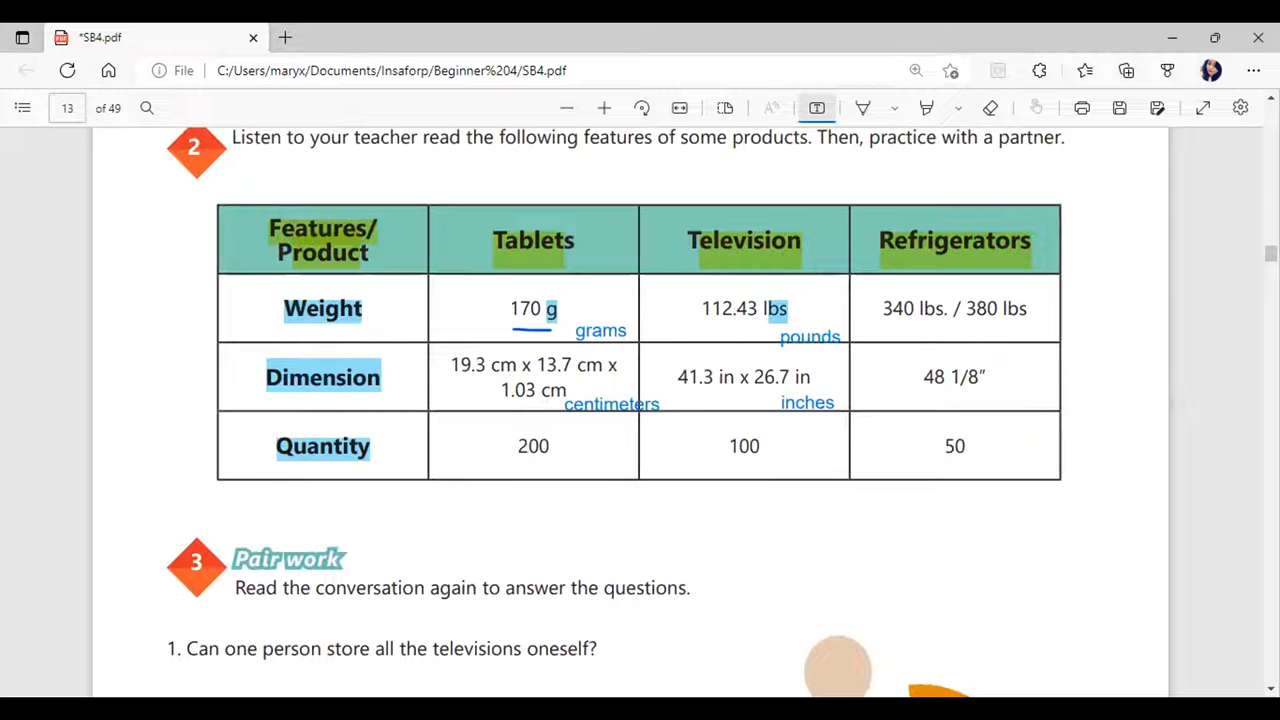 *SB4.pdf
File C:/Users/maryx/Documents/Insaforp/Beginner%204/SB4.pdf
13 of 49
2 Listen to your teacher read the following features of some products. Then, practice with a partner.
Features/
Product
Tablets
Television
Refrigerators
Weight
170 g
grams
112.43 lbs
pounds
340 lbs. / 380 lbs
Dimension
19.3 cm x 13.7 cm x
1.03 cm
centimeters
41.3 in x 26.7 in
inches
48 1/8”
Quantity
200
100
50
3 Pair work
Read the conversation again to answer the questions.
1. Can one person store all the televisions oneself?